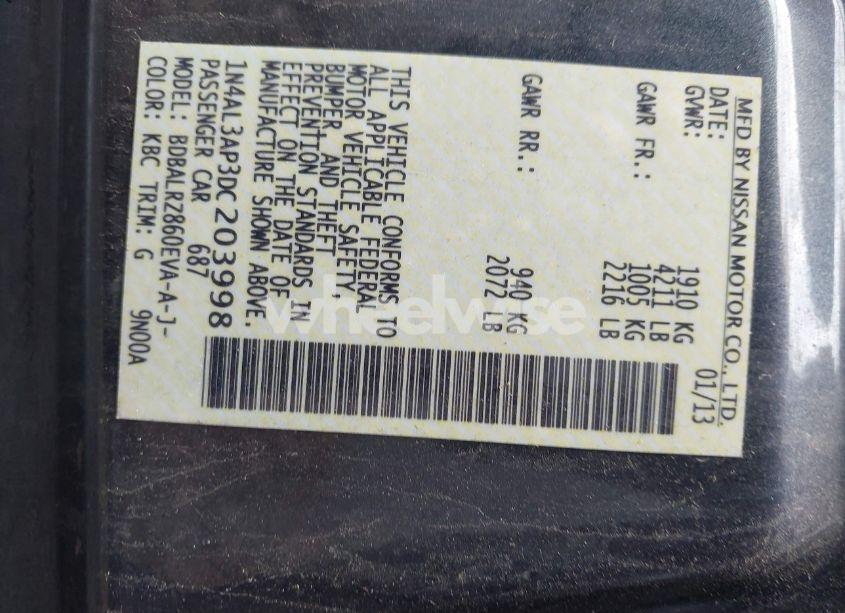 MFD BY NISSAN MOTOR CO., LTD.
DATE: 01/13
GVWR: 1910 KG
4211 LB
GAWR FR.: 1005 KG
2216 LB
GAWR RR.: 940 KG
2072 LB
THIS VEHICLE CONFORMS TO
ALL APPLICABLE FEDERAL
MOTOR VEHICLE SAFETY,
BUMPER, AND THEFT
PREVENTION STANDARDS IN
EFFECT ON THE DATE OF
MANUFACTURE SHOWN ABOVE.
1N4AL3AP3DC203998
PASSENGER CAR 687
MODEL: BDBALRZ860EVA-A-J-
COLOR: KBC TRIM: G 9N00A
wheelwise